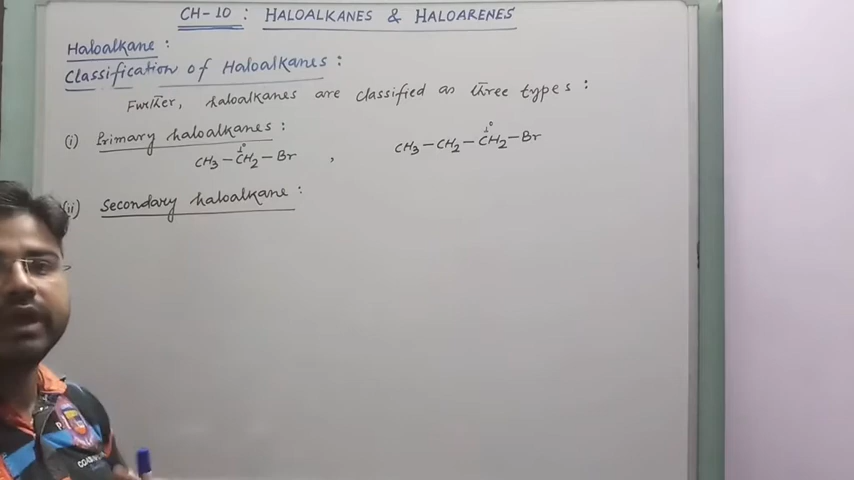 CH-10 : HALOALKANES & HALOARENES
Haloalkane :
Classification of Haloalkanes :
Further, haloalkanes are classified as three types :
(i) Primary haloalkanes :
CH3 – 1° CH2 – Br , CH3 – CH2 – 1° CH2 – Br
(ii) Secondary haloalkane :